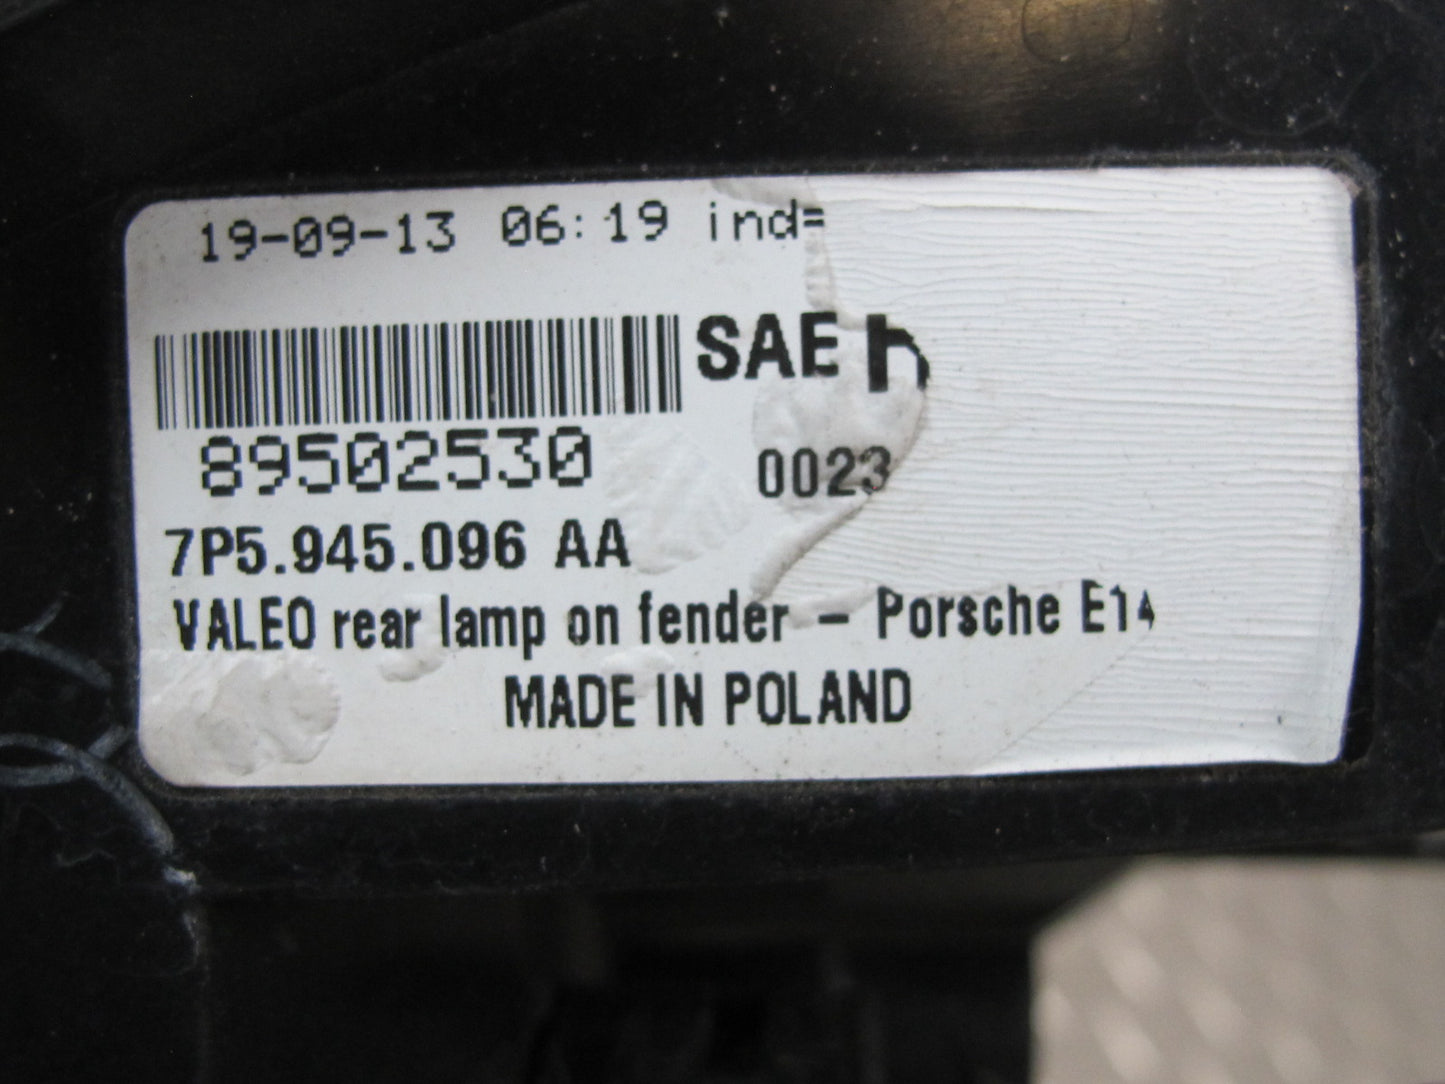 19-09-13 06:19 ind=
SAE
89502530 0023
7P5.945.096 AA
VALEO rear lamp on fender - Porsche E14
MADE IN POLAND